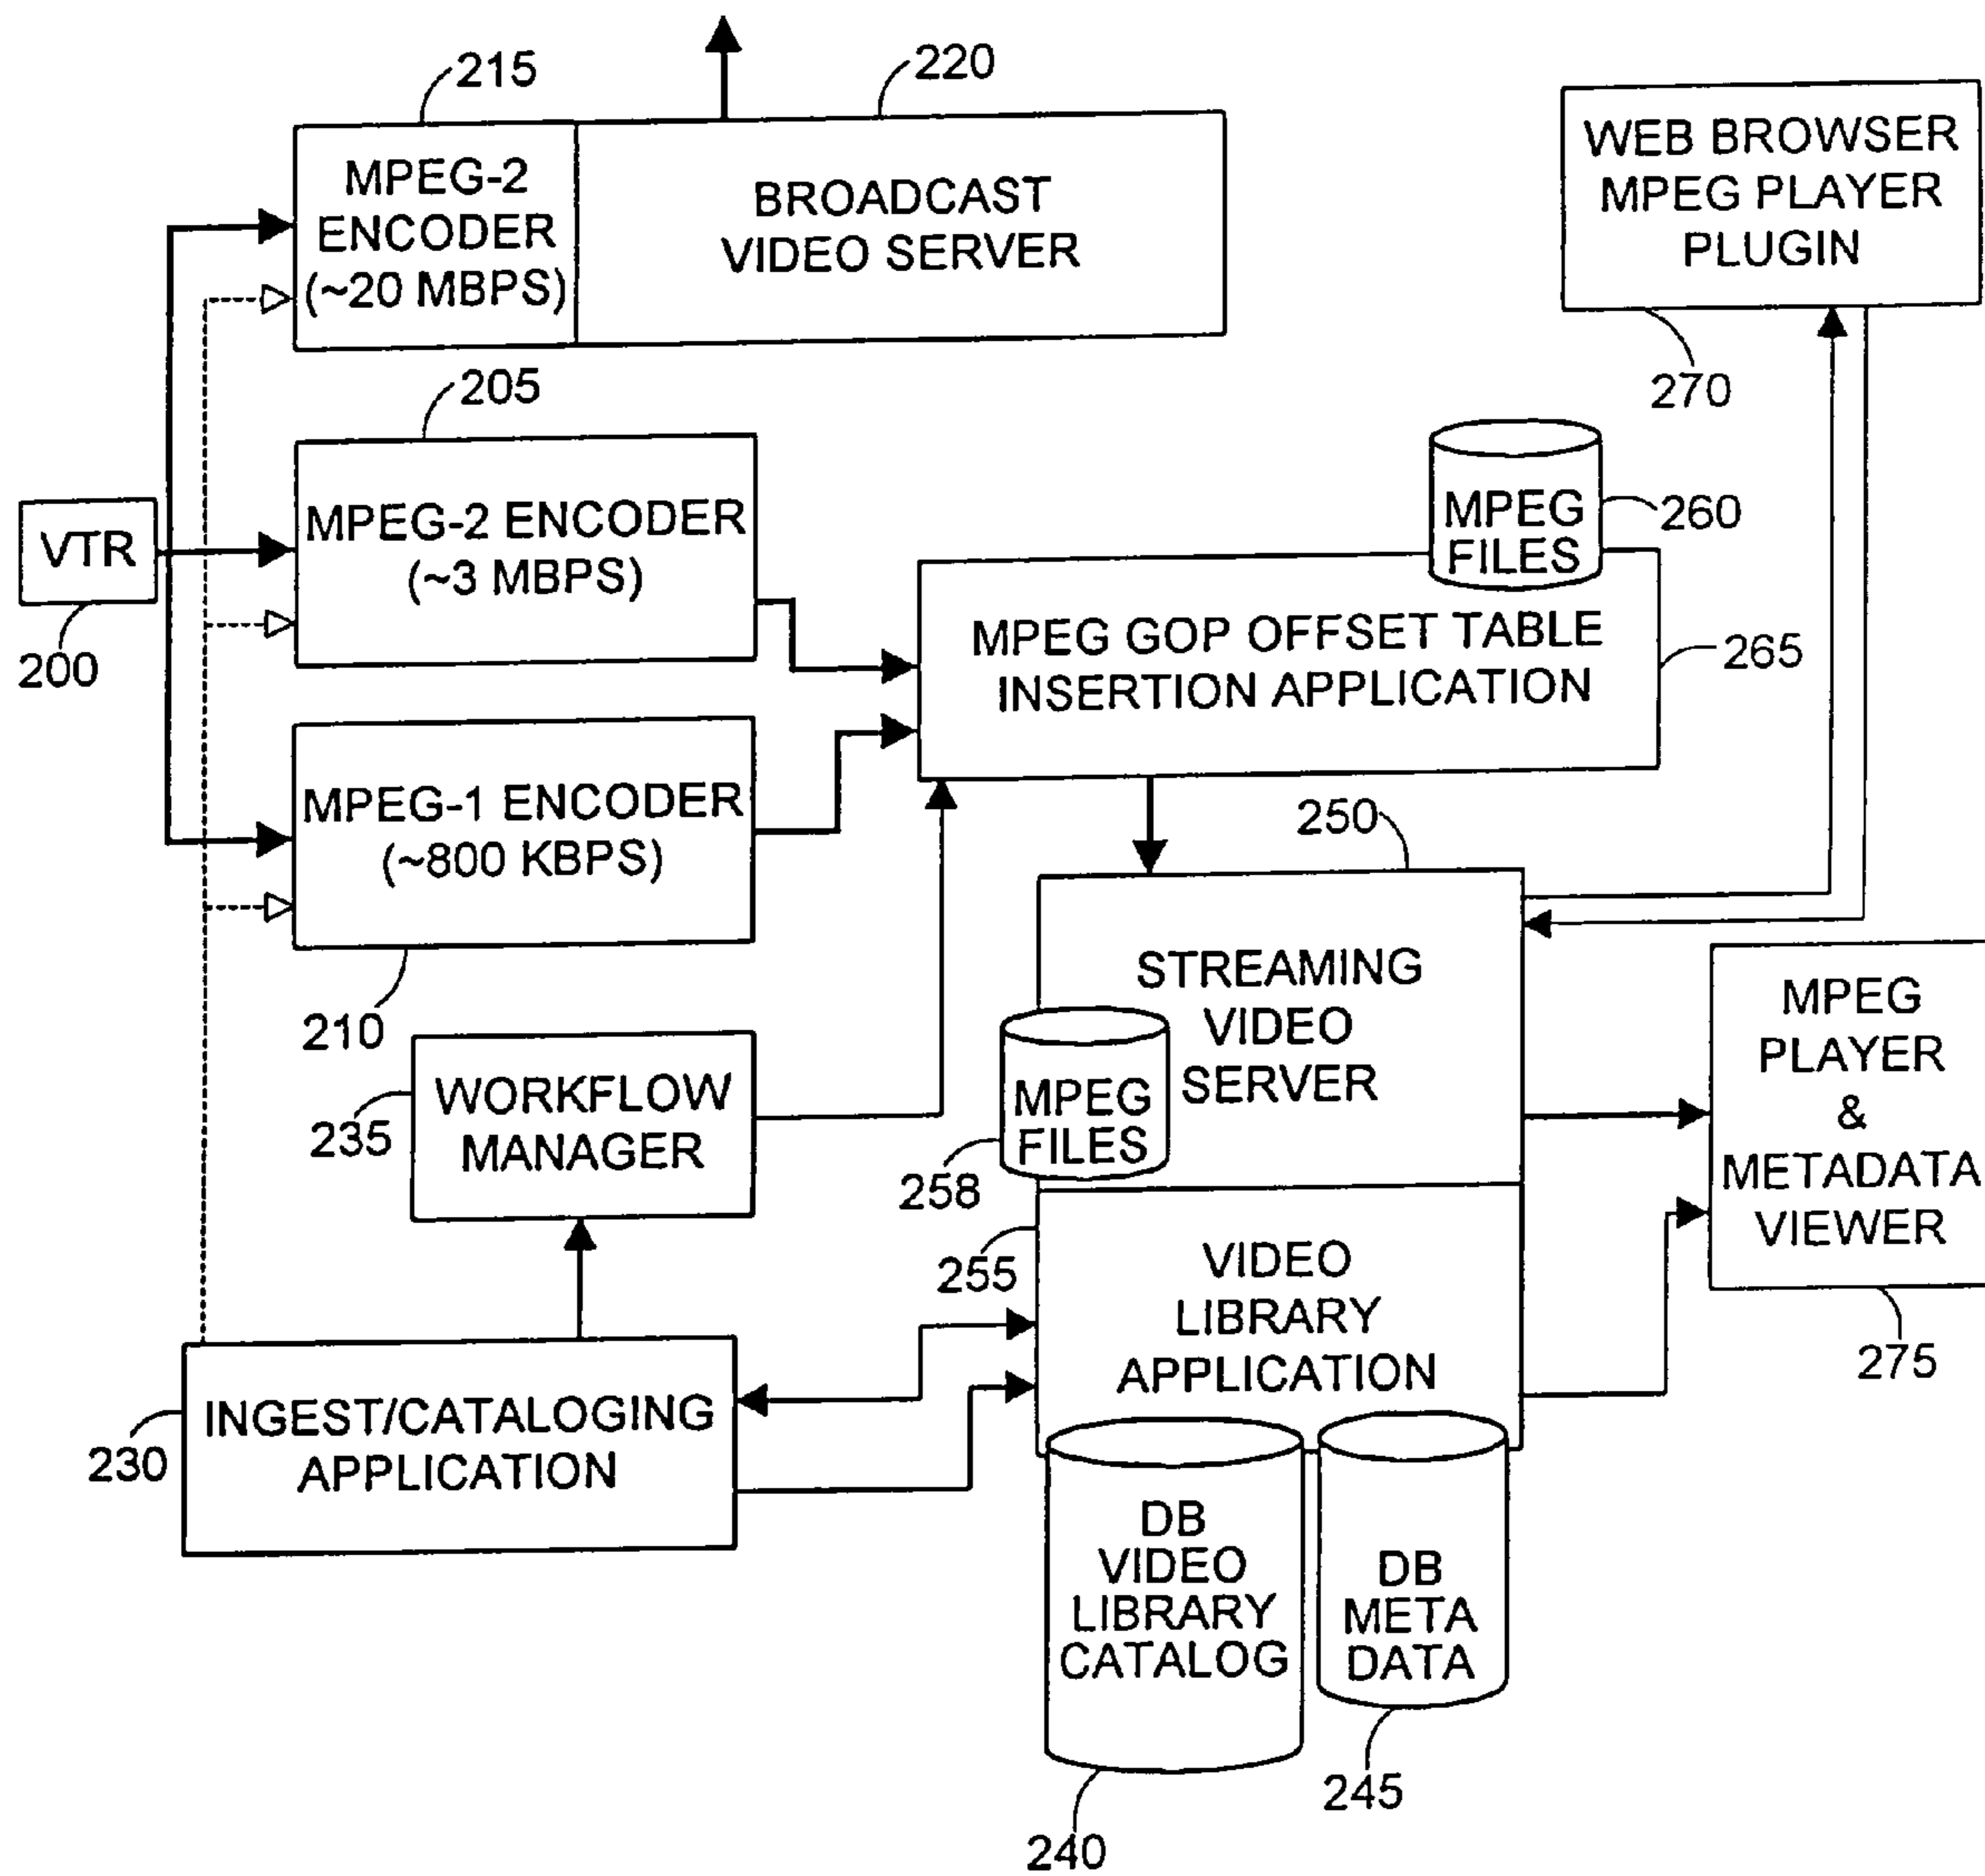 215
220
MPEG-2
ENCODER
(~20 MBPS)
BROADCAST
VIDEO SERVER
WEB BROWSER
MPEG PLAYER
PLUGIN
270
205
MPEG-2 ENCODER
(~3 MBPS)
VTR
200
MPEG
FILES
260
MPEG GOP OFFSET TABLE
INSERTION APPLICATION
265
MPEG-1 ENCODER
(~800 KBPS)
210
250
STREAMING
VIDEO
SERVER
MPEG
FILES
258
MPEG
PLAYER
&
METADATA
VIEWER
275
WORKFLOW
MANAGER
235
255
VIDEO
LIBRARY
APPLICATION
INGEST/CATALOGING
APPLICATION
230
DB
VIDEO
LIBRARY
CATALOG
240
DB
META
DATA
245